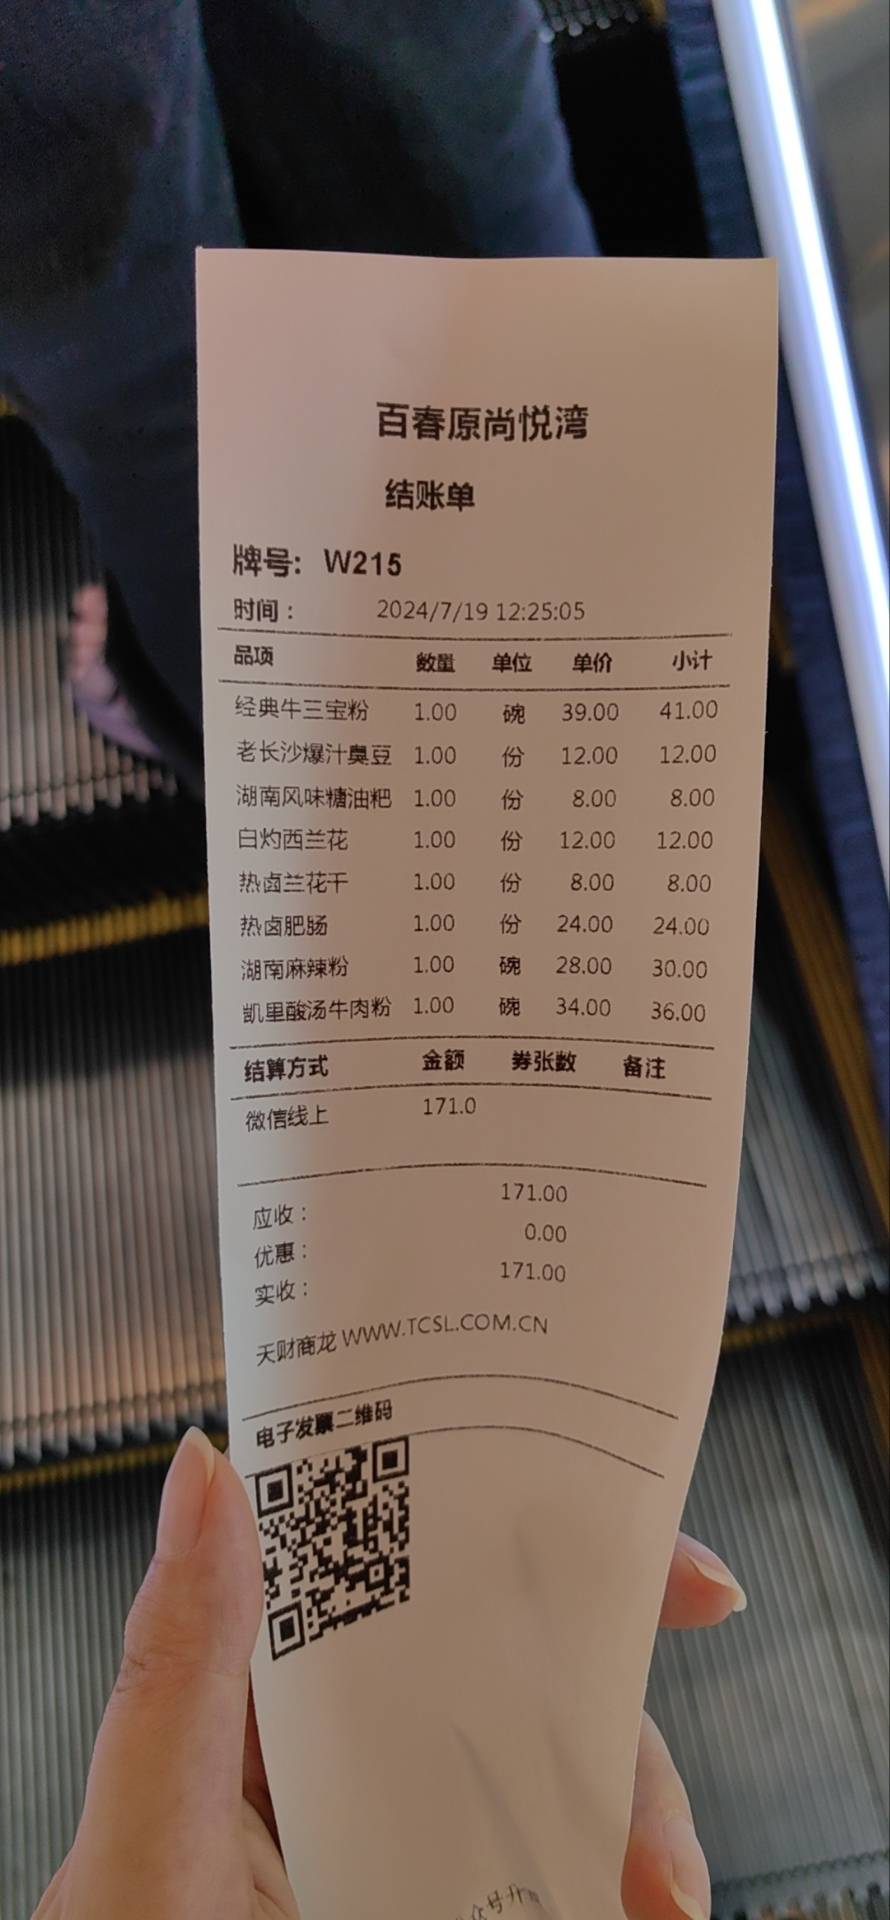 百春原尚悦湾
结账单
牌号: W215
时间： 2024/7/19 12:25:05
品项 数量 单位 单价 小计
经典牛三宝粉 1.00 碗 39.00 41.00
老长沙爆汁臭豆 1.00 份 12.00 12.00
湖南风味糖油粑 1.00 份 8.00 8.00
白灼西兰花 1.00 份 12.00 12.00
热卤兰花干 1.00 份 8.00 8.00
热卤肥肠 1.00 份 24.00 24.00
湖南麻辣粉 1.00 碗 28.00 30.00
凯里酸汤牛肉粉 1.00 碗 34.00 36.00
结算方式 金额 券张数 备注
微信线上 171.0
应收： 171.00
优惠： 0.00
实收： 171.00
天财商龙 WWW.TCSL.COM.CN
电子发票二维码